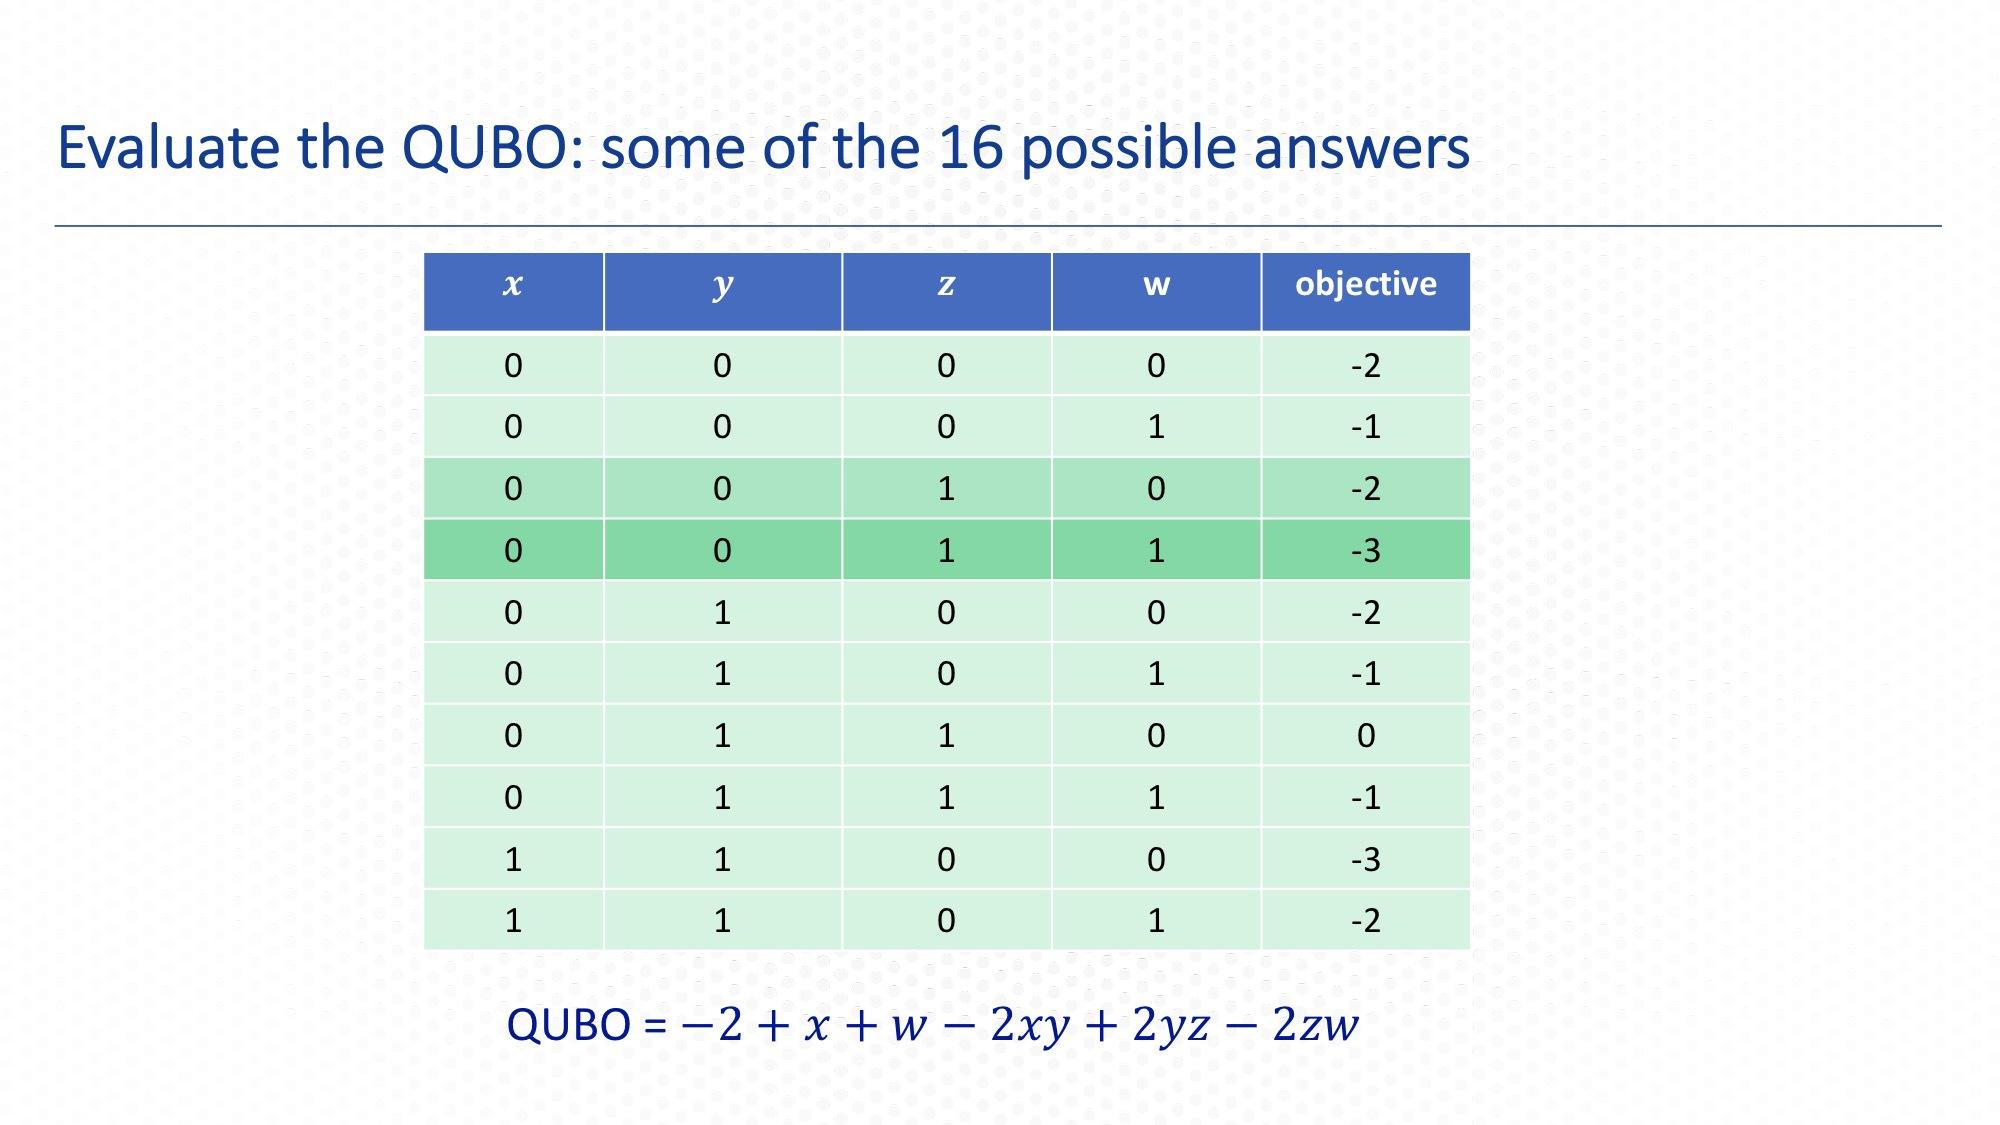 Evaluate the QUBO: some of the 16 possible answers
x y z w objective
0 0 0 0 -2
0 0 0 1 -1
0 0 1 0 -2
0 0 1 1 -3
0 1 0 0 -2
0 1 0 1 -1
0 1 1 0 0
0 1 1 1 -1
1 1 0 0 -3
1 1 0 1 -2
QUBO = −2 + x + w − 2xy + 2yz − 2zw